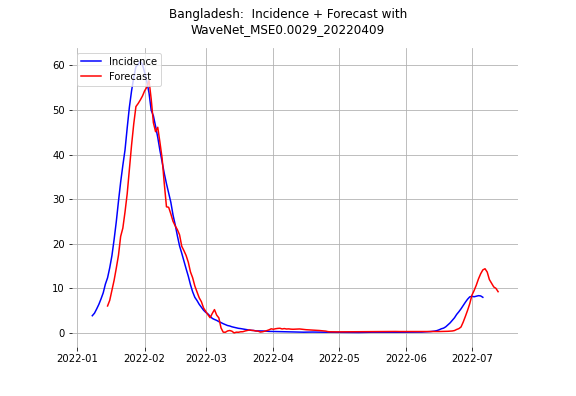 Bangladesh:  Incidence + Forecast with
WaveNet_MSE0.0029_20220409
Incidence
Forecast
60
50
40
30
20
10
0
2022-01 2022-02 2022-03 2022-04 2022-05 2022-06 2022-07